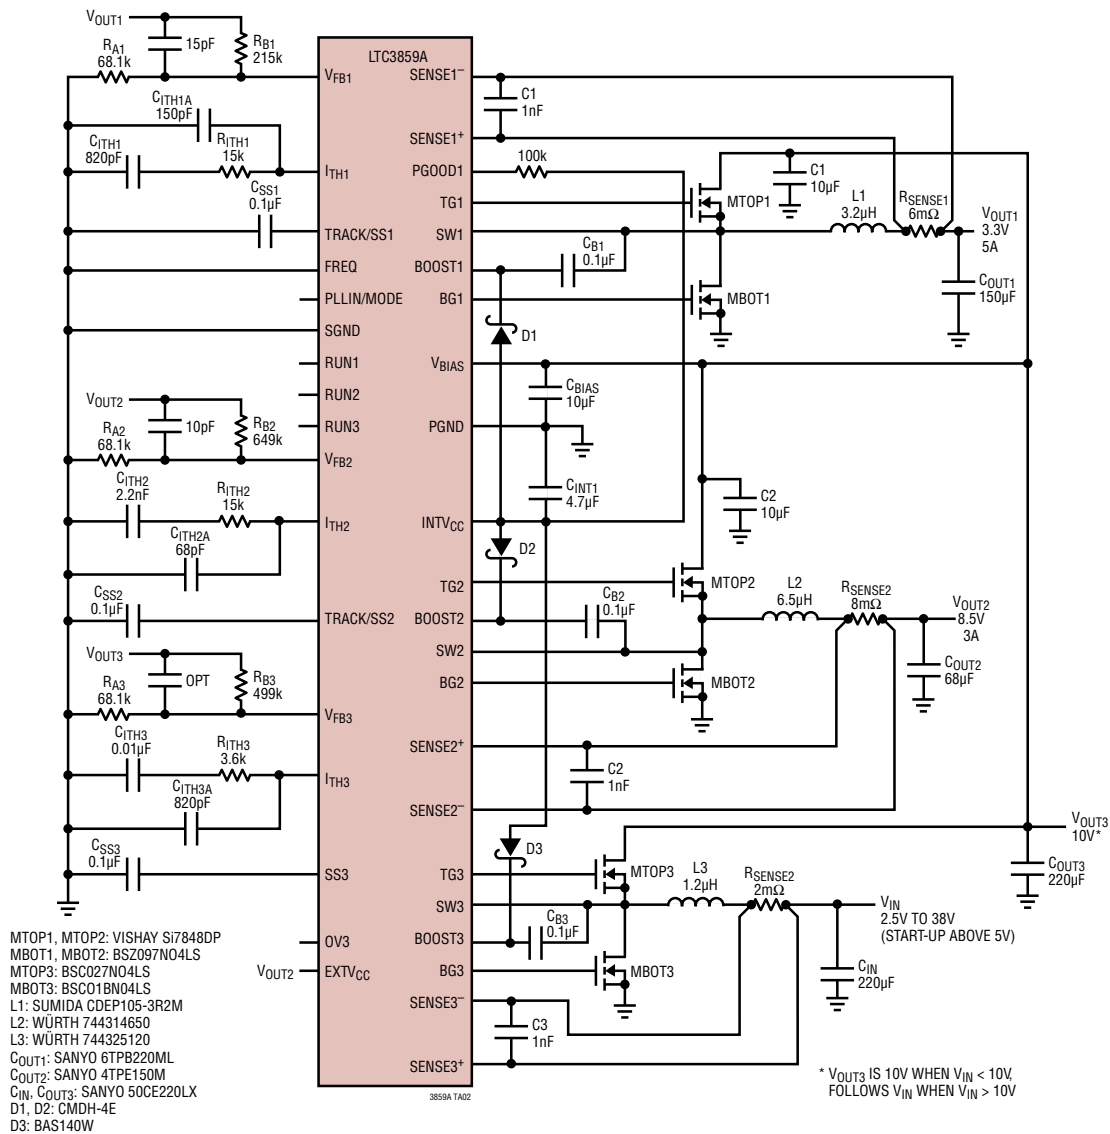 VOUT1
15pF
RB1
215k
RA1
68.1k
CITH1A
150pF
CITH1
820pF
RITH1
15k
CSS1
0.1µF
VOUT2
10pF
RB2
649k
RA2
68.1k
CITH2
2.2nF
RITH2
15k
CITH2A
68pF
CSS2
0.1µF
VOUT3
OPT
RB3
499k
RA3
68.1k
CITH3
0.01µF
RITH3
3.6k
CITH3A
820pF
CSS3
0.1µF
VOUT2
LTC3859A
VFB1
ITH1
TRACK/SS1
FREQ
PLLIN/MODE
SGND
RUN1
RUN2
RUN3
VFB2
ITH2
TRACK/SS2
VFB3
ITH3
SS3
OV3
EXTVCC
SENSE1–
SENSE1+
PGOOD1
TG1
SW1
BOOST1
BG1
VBIAS
PGND
INTVCC
TG2
BOOST2
SW2
BG2
SENSE2+
SENSE2–
TG3
SW3
BOOST3
BG3
SENSE3–
SENSE3+
C1
1nF
100k
MTOP1
C1
10µF
L1
3.2µH
RSENSE1
6mΩ
VOUT1
3.3V
5A
CB1
0.1µF
MBOT1
COUT1
150µF
D1
CBIAS
10µF
CINT1
4.7µF
C2
10µF
D2
MTOP2
L2
6.5µH
RSENSE2
8mΩ
VOUT2
8.5V
3A
CB2
0.1µF
MBOT2
COUT2
68µF
C2
1nF
VOUT3
10V*
D3
MTOP3
L3
1.2µH
RSENSE2
2mΩ
COUT3
220µF
VIN
2.5V TO 38V
(START-UP ABOVE 5V)
CB3
0.1µF
MBOT3
CIN
220µF
C3
1nF
MTOP1, MTOP2: VISHAY Si7848DP
MBOT1, MBOT2: BSZ097NO4LS
MTOP3: BSC027NO4LS
MBOT3: BSCO1BN04LS
L1: SUMIDA CDEP105-3R2M
L2: WÜRTH 744314650
L3: WÜRTH 744325120
COUT1: SANYO 6TPB220ML
COUT2: SANYO 4TPE150M
CIN, COUT3: SANYO 50CE220LX
D1, D2: CMDH-4E
D3: BAS140W
3859A TA02
* VOUT3 IS 10V WHEN VIN < 10V,
FOLLOWS VIN WHEN VIN > 10V